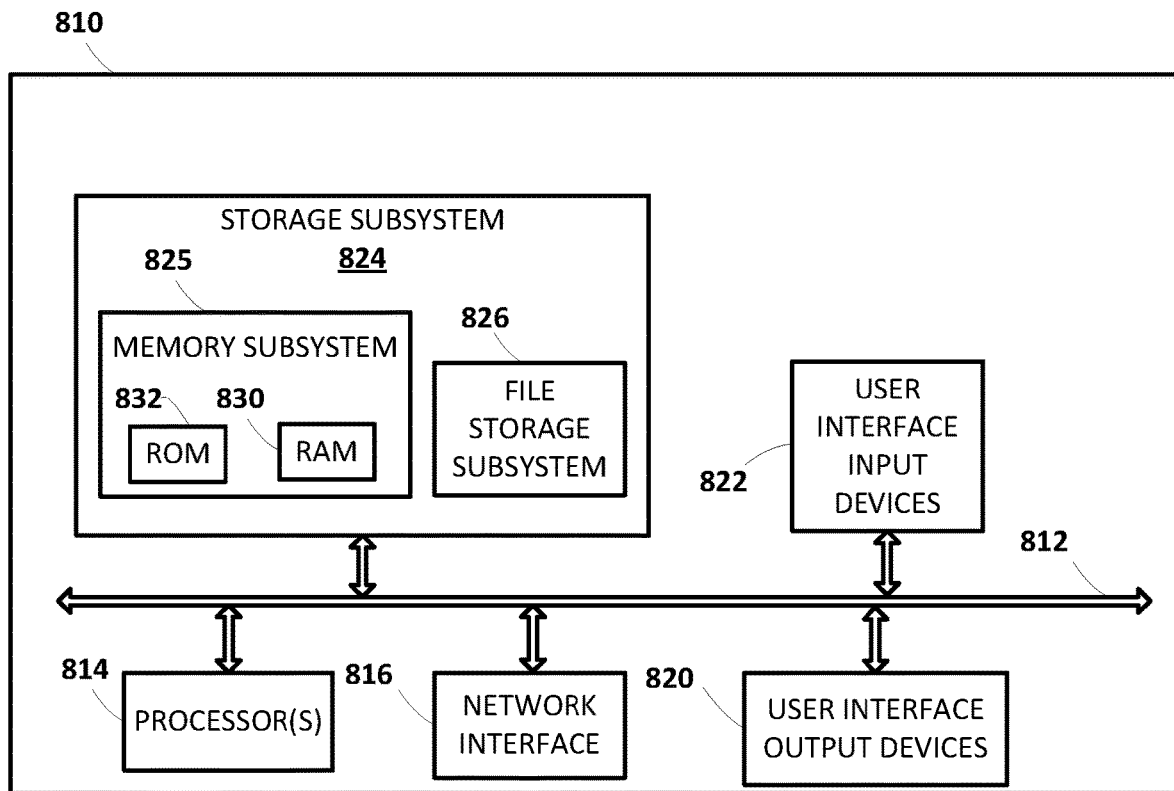 810
STORAGE SUBSYSTEM
824
825
MEMORY SUBSYSTEM
832
830
ROM
RAM
826
FILE
STORAGE
SUBSYSTEM
USER
INTERFACE
INPUT
DEVICES
822
812
814
PROCESSOR(S)
816
NETWORK
INTERFACE
820
USER INTERFACE
OUTPUT DEVICES